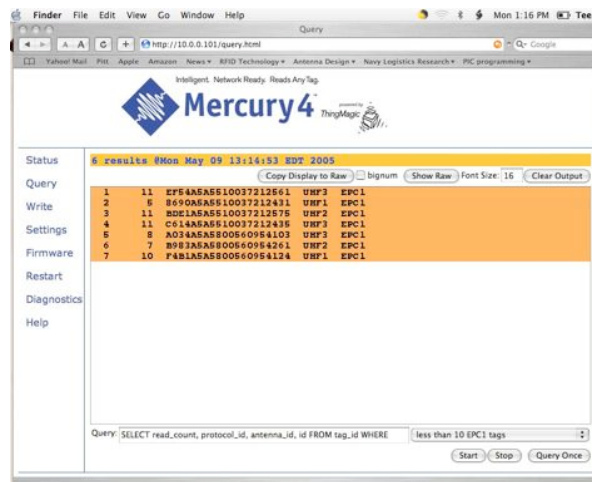 Finder File Edit View Go Window Help Mon 1:16 PM Tee
Query
A A C + http://10.0.0.101/query.html Q- Google
Yahoo! Mail Pitt Apple Amazon News RFID Technology Antenna Design Navy Logistics Research PIC programming
Intelligent. Network Ready. Reads Any Tag.
Mercury4
powered by
ThingMagic
Status
Query
Write
Settings
Firmware
Restart
Diagnostics
Help
6 results @Mon May 09 13:14:53 EDT 2005
Copy Display to Raw bignum Show Raw Font Size: 16 Clear Output
1 11 EF54A5A5510037212561 UHF3 EPC1
2 5 8690A5A5510037212431 UHF1 EPC1
3 11 BDE1A5A5510037212575 UHF2 EPC1
4 11 C614A5A5510037212435 UHF3 EPC1
5 8 A034A5A5800560954103 UHF3 EPC1
6 7 B983A5A5800560954261 UHF2 EPC1
7 10 F4B1A5A5800560954124 UHF1 EPC1
Query: SELECT read_count, protocol_id, antenna_id, id FROM tag_id WHERE less than 10 EPC1 tags
Start Stop Query Once